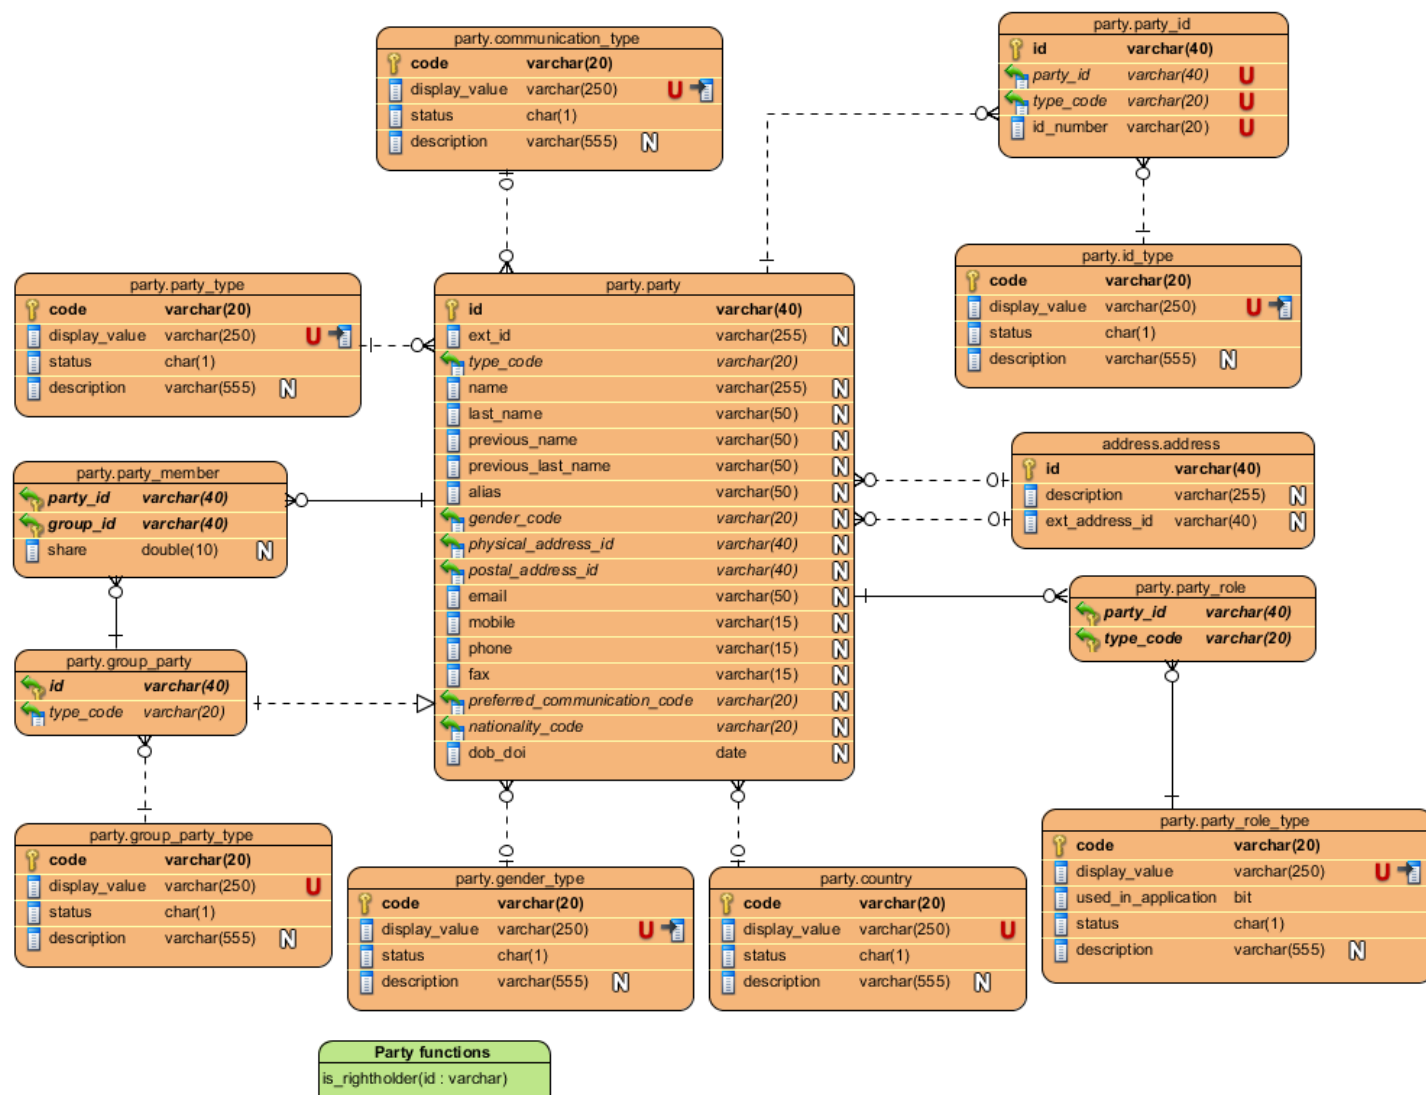 party.communication_type
code varchar(20)
display_value varchar(250) U
status char(1)
description varchar(555) N
party.party_id
id varchar(40)
party_id varchar(40) U
type_code varchar(20) U
id_number varchar(20) U
party.id_type
code varchar(20)
display_value varchar(250) U
status char(1)
description varchar(555) N
party.party_type
code varchar(20)
display_value varchar(250) U
status char(1)
description varchar(555) N
party.party
id varchar(40)
ext_id varchar(255) N
type_code varchar(20)
name varchar(255) N
last_name varchar(50) N
previous_name varchar(50) N
previous_last_name varchar(50) N
alias varchar(50) N
gender_code varchar(20) N
physical_address_id varchar(40) N
postal_address_id varchar(40) N
email varchar(50) N
mobile varchar(15) N
phone varchar(15) N
fax varchar(15) N
preferred_communication_code varchar(20) N
nationality_code varchar(20) N
dob_doi date N
address.address
id varchar(40)
description varchar(255) N
ext_address_id varchar(40) N
party.party_member
party_id varchar(40)
group_id varchar(40)
share double(10) N
party.party_role
party_id varchar(40)
type_code varchar(20)
party.group_party
id varchar(40)
type_code varchar(20)
party.group_party_type
code varchar(20)
display_value varchar(250) U
status char(1)
description varchar(555) N
party.gender_type
code varchar(20)
display_value varchar(250) U
status char(1)
description varchar(555) N
party.country
code varchar(20)
display_value varchar(250) U
status char(1)
description varchar(555) N
party.party_role_type
code varchar(20)
display_value varchar(250) U
used_in_application bit
status char(1)
description varchar(555) N
Party functions
is_rightholder(id : varchar)